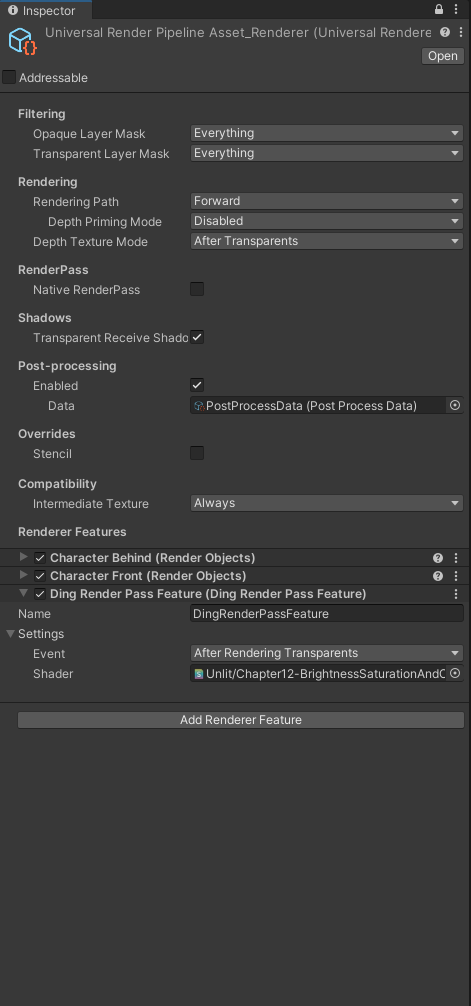 Inspector
Universal Render Pipeline Asset_Renderer (Universal Rendere
Open
Addressable
Filtering
Opaque Layer Mask Everything
Transparent Layer Mask Everything
Rendering
Rendering Path Forward
Depth Priming Mode Disabled
Depth Texture Mode After Transparents
RenderPass
Native RenderPass
Shadows
Transparent Receive Shado
Post-processing
Enabled
Data PostProcessData (Post Process Data)
Overrides
Stencil
Compatibility
Intermediate Texture Always
Renderer Features
Character Behind (Render Objects)
Character Front (Render Objects)
Ding Render Pass Feature (Ding Render Pass Feature)
Name DingRenderPassFeature
Settings
Event After Rendering Transparents
Shader Unlit/Chapter12-BrightnessSaturationAndC
Add Renderer Feature